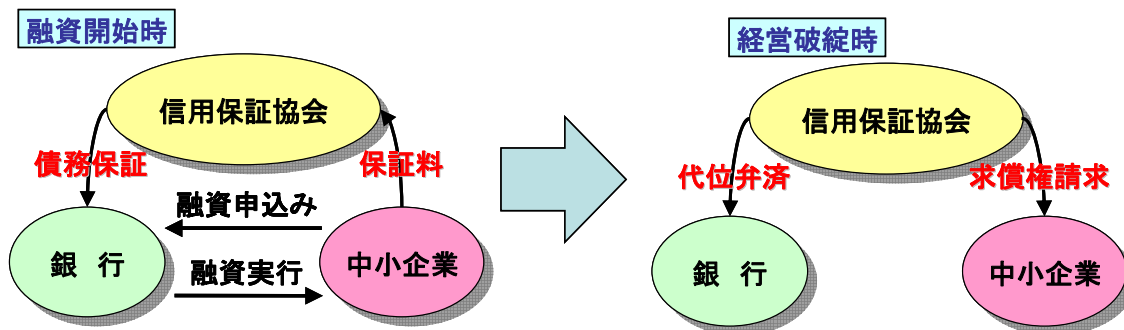 融資開始時
信用保証協会
債務保証
保証料
融資申込み
銀 行
中小企業
融資実行
経営破綻時
信用保証協会
代位弁済
求償権請求
銀 行
中小企業